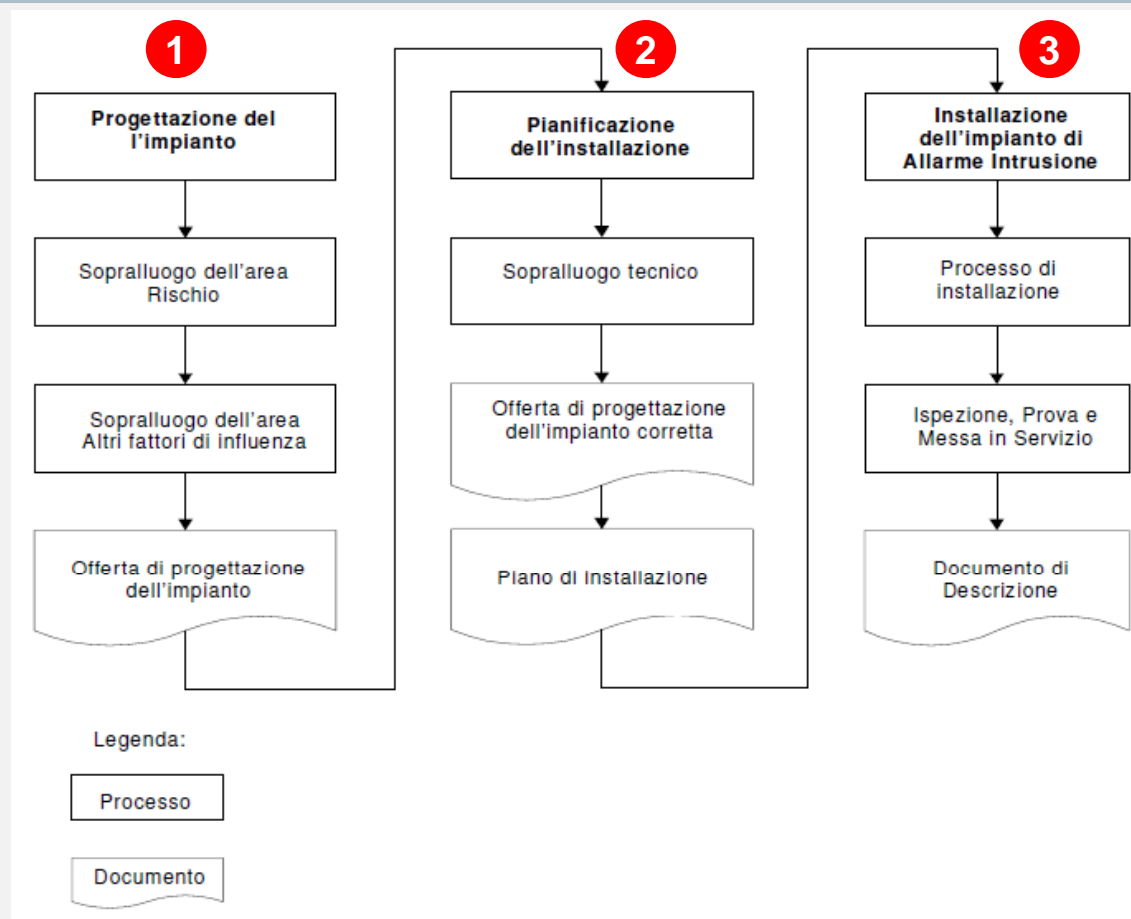 1
Progettazione del
l'impianto
Sopralluogo dell'area
Rischio
Sopralluogo dell'area
Altri fattori di influenza
Offerta di progettazione
dell'impianto
2
Pianificazione
dell'installazione
Sopralluogo tecnico
Offerta di progettazione
dell'impianto corretta
Piano di installazione
3
Installazione
dell'impianto di
Allarme Intrusione
Processo di
installazione
Ispezione, Prova e
Messa in Servizio
Documento di
Descrizione
Legenda:
Processo
Documento